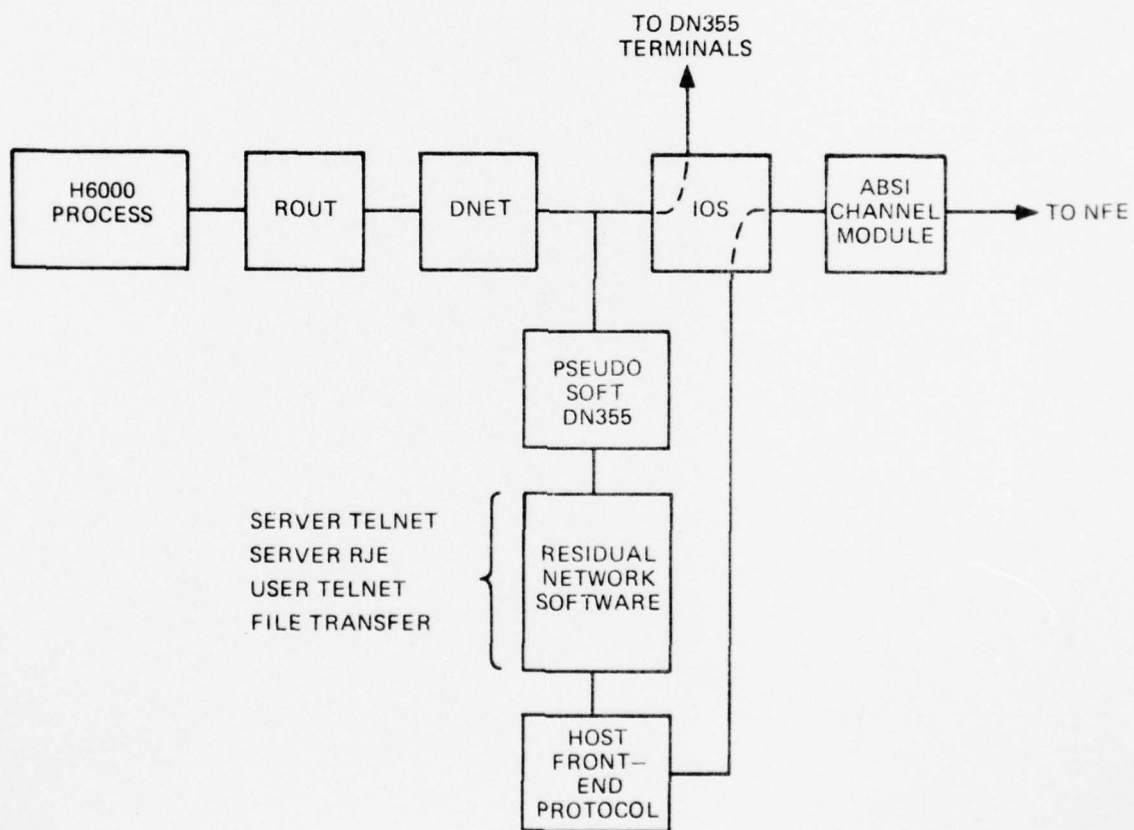 TO DN355
TERMINALS
H6000
PROCESS
ROUT
DNET
IOS
ABSI
CHANNEL
MODULE
TO NFE
PSEUDO
SOFT
DN355
SERVER TELNET
SERVER RJE
USER TELNET
FILE TRANSFER
RESIDUAL
NETWORK
SOFTWARE
HOST
FRONT–
END
PROTOCOL